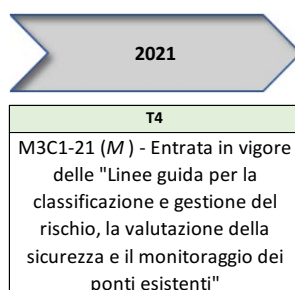 2021
T4
M3C1-21 (M ) - Entrata in vigore
delle "Linee guida per la
classificazione e gestione del
rischio, la valutazione della
sicurezza e il monitoraggio dei
ponti esistenti"